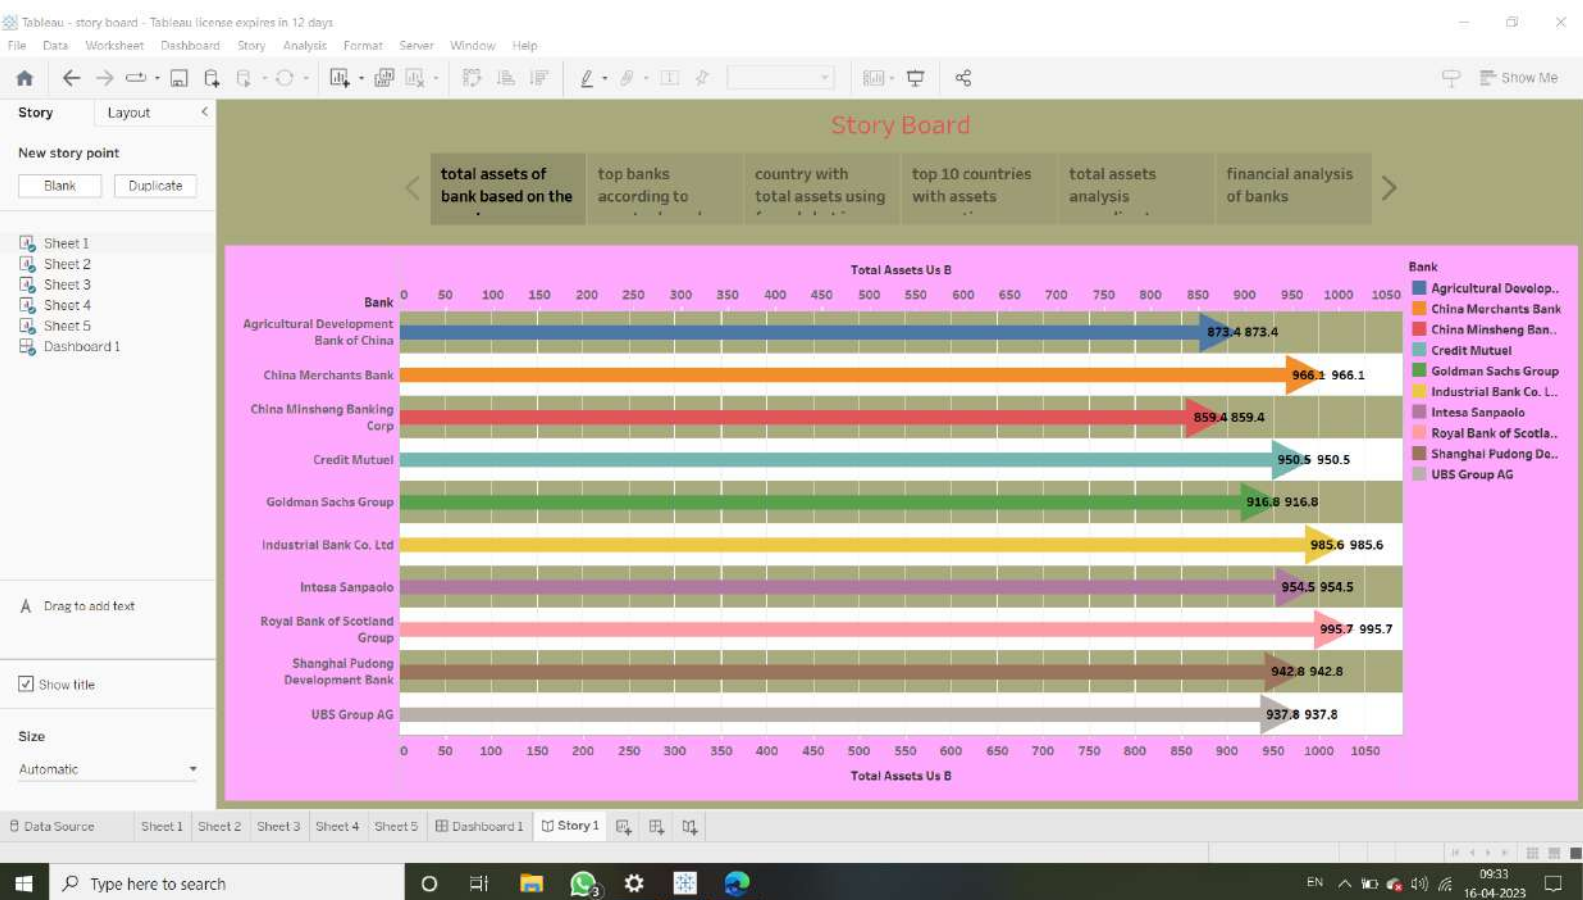 Tableau - story board - Tableau license expires in 12 days
File Data Worksheet Dashboard Story Analysis Format Server Window Help
Show Me
Story Layout
New story point
Blank Duplicate
Sheet 1
Sheet 2
Sheet 3
Sheet 4
Sheet 5
Dashboard 1
A Drag to add text
Show title
Size
Automatic
Story Board
total assets of
bank based on the
top banks
according to
country with
total assets using
top 10 countries
with assets
total assets
analysis
financial analysis
of banks
Total Assets Us B
Bank 0 50 100 150 200 250 300 350 400 450 500 550 600 650 700 750 800 850 900 950 1000 1050
Agricultural Development
Bank of China
873.4 873.4
China Merchants Bank 966.1 966.1
China Minsheng Banking
Corp
859.4 859.4
Credit Mutuel 950.5 950.5
Goldman Sachs Group 916.8 916.8
Industrial Bank Co. Ltd 985.6 985.6
Intesa Sanpaolo 954.5 954.5
Royal Bank of Scotland
Group
995.7 995.7
Shanghai Pudong
Development Bank
942.8 942.8
UBS Group AG 937.8 937.8
0 50 100 150 200 250 300 350 400 450 500 550 600 650 700 750 800 850 900 950 1000 1050
Total Assets Us B
Bank
Agricultural Develop..
China Merchants Bank
China Minsheng Ban..
Credit Mutuel
Goldman Sachs Group
Industrial Bank Co. L..
Intesa Sanpaolo
Royal Bank of Scotla..
Shanghai Pudong De..
UBS Group AG
Data Source Sheet 1 Sheet 2 Sheet 3 Sheet 4 Sheet 5 Dashboard 1 Story 1
Type here to search
3
EN
09:33
16-04-2023